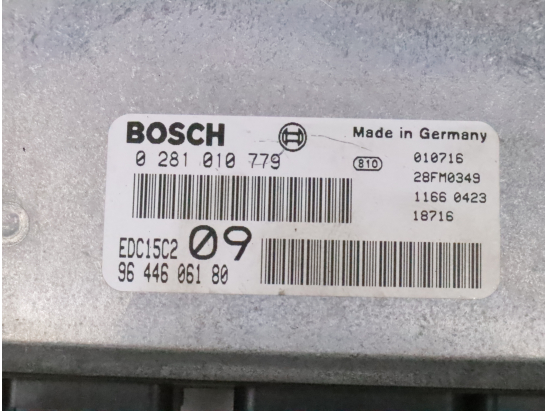 BOSCH
Made in Germany
0 281 010 779
810
010716
28FM0349
1166 0423
18716
EDC15C2
09
96 446 061 80